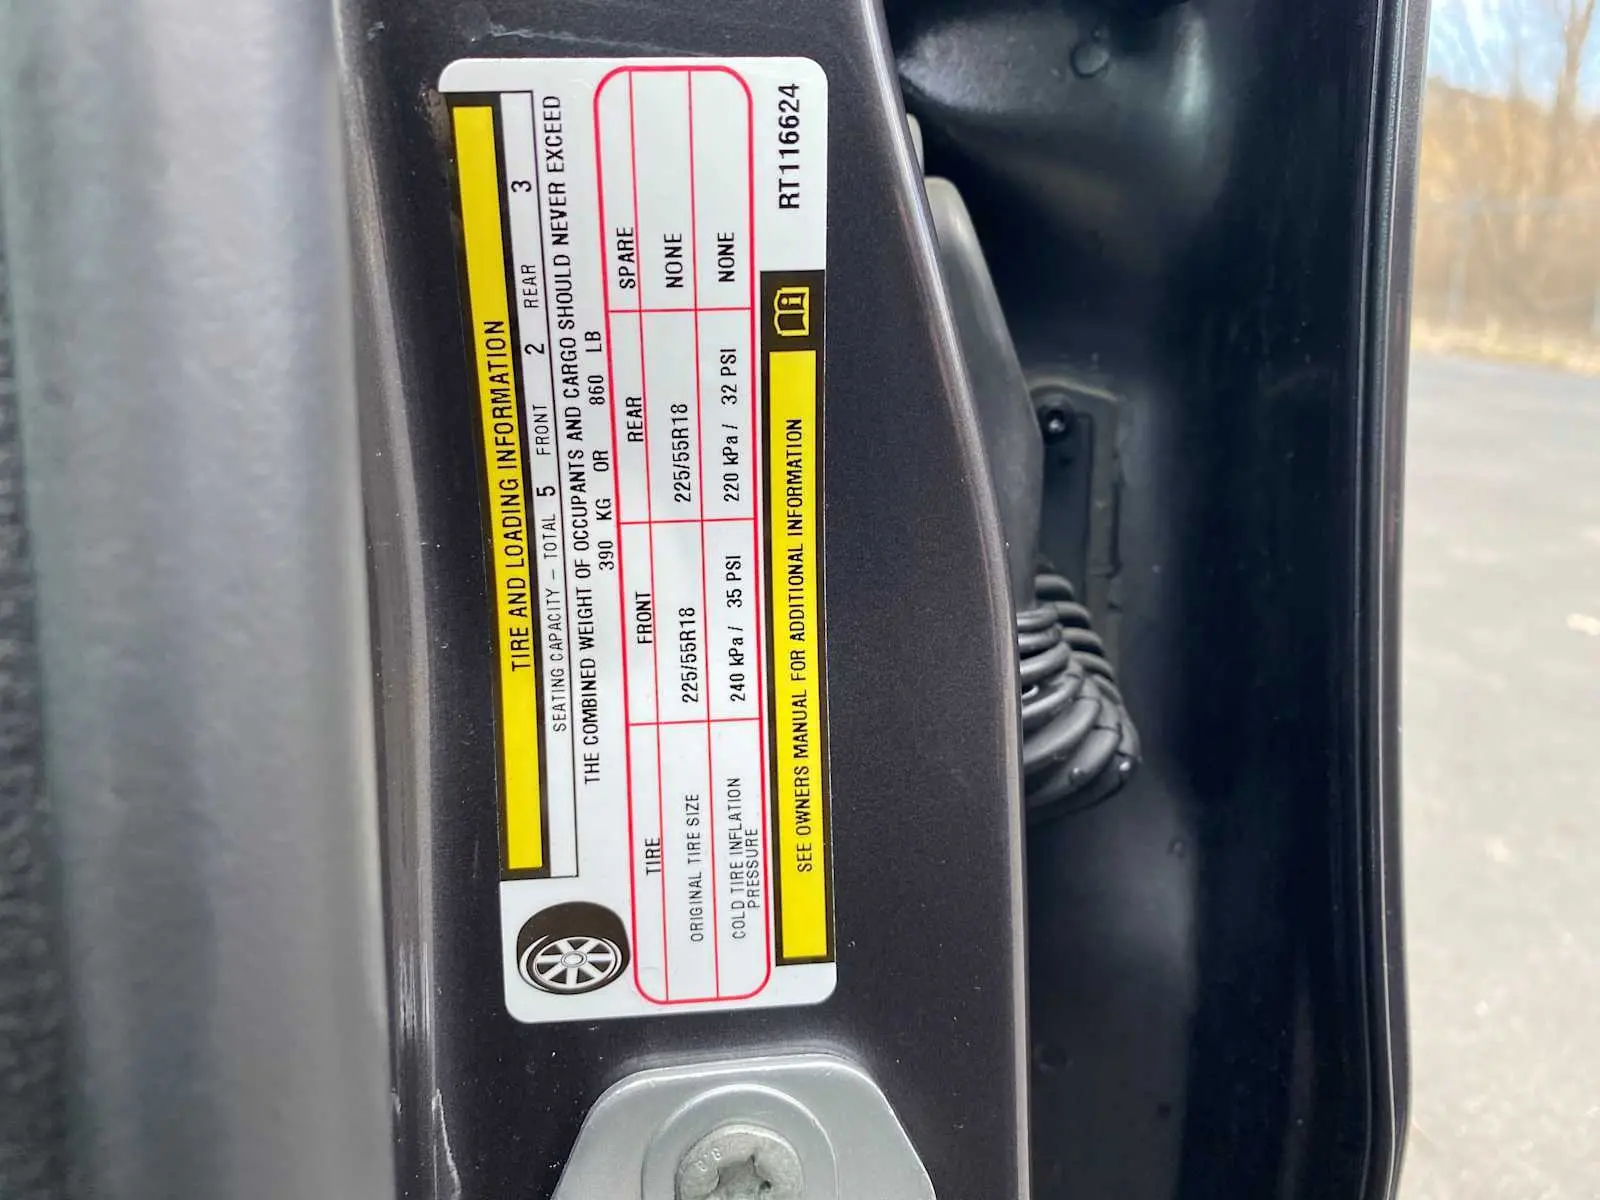 TIRE AND LOADING INFORMATION
SEATING CAPACITY – TOTAL 5 FRONT 2 REAR 3
THE COMBINED WEIGHT OF OCCUPANTS AND CARGO SHOULD NEVER EXCEED
390 KG OR 860 LB
TIRE FRONT REAR SPARE
ORIGINAL TIRE SIZE 225/55R18 225/55R18 NONE
COLD TIRE INFLATION PRESSURE 240 kPa / 35 PSI 220 kPa / 32 PSI NONE
SEE OWNERS MANUAL FOR ADDITIONAL INFORMATION
RT116624